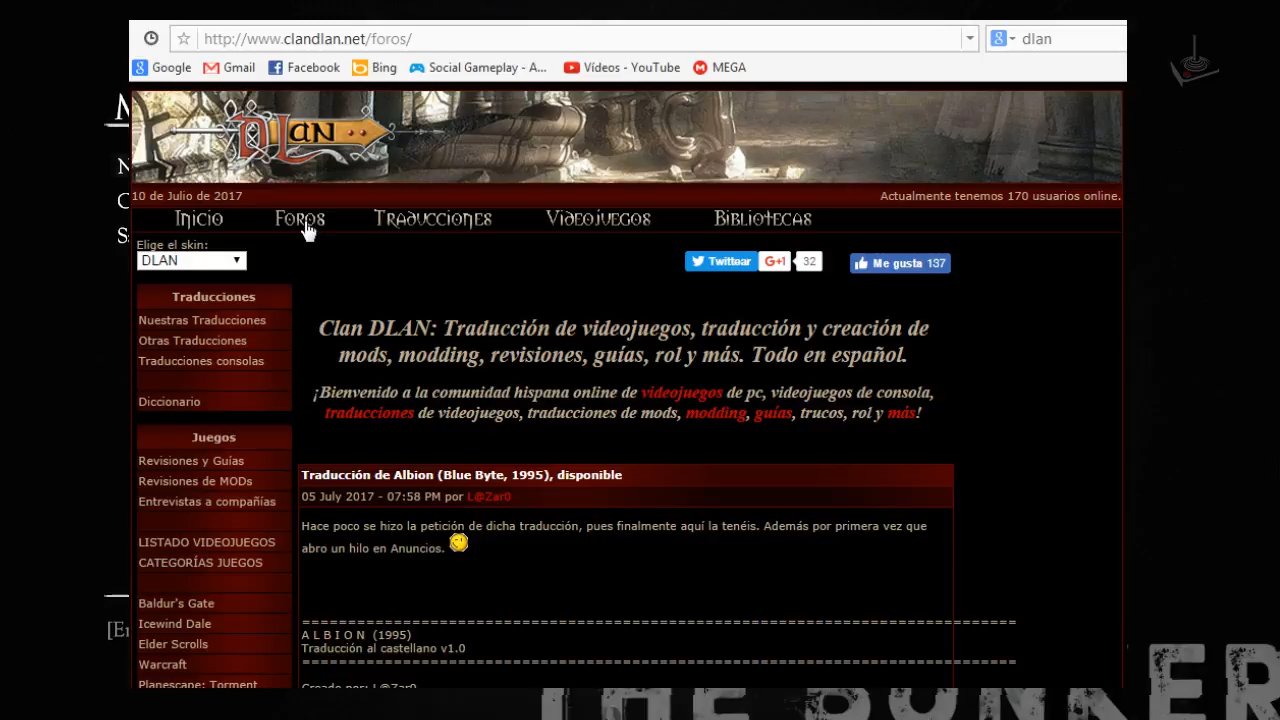 http://www.clandlan.net/foros/
dlan
Google Gmail Facebook Bing Social Gameplay - A... Vídeos - YouTube MEGA
DLan
10 de Julio de 2017
Actualmente tenemos 170 usuarios online.
Inicio Foros Traducciones Videojuegos Bibliotecas
Elige el skin:
DLAN
Twittear G+1 32 Me gusta 137
Traducciones
Nuestras Traducciones
Otras Traducciones
Traducciones consolas
Diccionario
Juegos
Revisiones y Guías
Revisiones de MODs
Entrevistas a compañías
LISTADO VIDEOJUEGOS
CATEGORÍAS JUEGOS
Baldur's Gate
Icewind Dale
Elder Scrolls
Warcraft
Planescape: Torment
Clan DLAN: Traducción de videojuegos, traducción y creación de
mods, modding, revisiones, guías, rol y más. Todo en español.
¡Bienvenido a la comunidad hispana online de videojuegos de pc, videojuegos de consola,
traducciones de videojuegos, traducciones de mods, modding, guías, trucos, rol y más!
Traducción de Albion (Blue Byte, 1995), disponible
05 July 2017 - 07:58 PM por L@Zar0
Hace poco se hizo la petición de dicha traducción, pues finalmente aquí la tenéis. Además por primera vez que
abro un hilo en Anuncios.
=====================================================================================
A L B I O N (1995)
Traducción al castellano v1.0
=====================================================================================
Creado por: L@Zar0
THE BUNKER